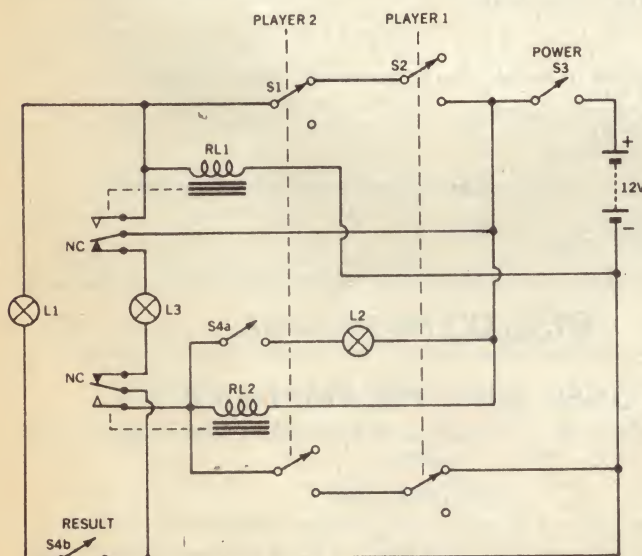 PLAYER 2
PLAYER 1
POWER
S3
S1
S2
RL1
+
12V
−
NC
L1
L3
S4a
L2
NC
RL2
RESULT
S4b